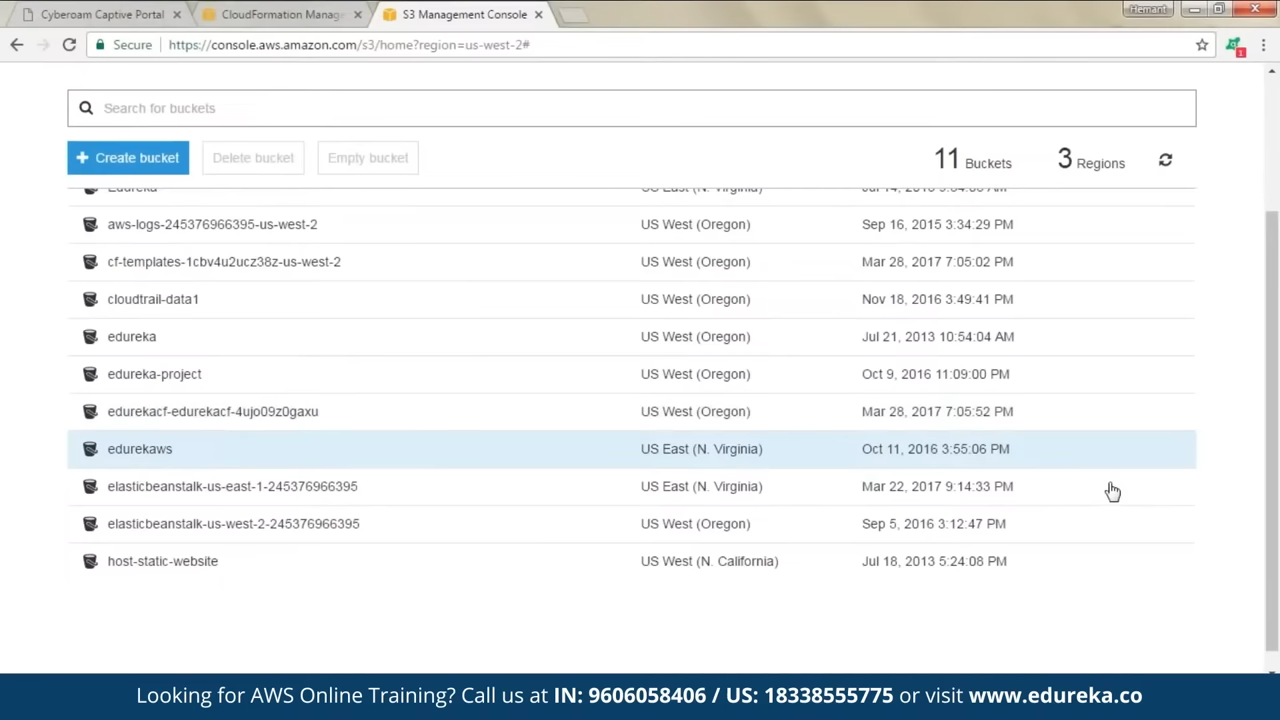 Cyberoam Captive Portal
CloudFormation Manag
S3 Management Console
Hemant
Secure
https://console.aws.amazon.com/s3/home?region=us-west-2#
1
Search for buckets
Create bucket
Delete bucket
Empty bucket
11 Buckets
3 Regions
Edureka US East (N. Virginia)
aws-logs-245376966395-us-west-2 US West (Oregon) Sep 16, 2015 3:34:29 PM
cf-templates-1cbv4u2ucz38z-us-west-2 US West (Oregon) Mar 28, 2017 7:05:02 PM
cloudtrail-data1 US West (Oregon) Nov 18, 2016 3:49:41 PM
edureka US West (Oregon) Jul 21, 2013 10:54:04 AM
edureka-project US West (Oregon) Oct 9, 2016 11:09:00 PM
edurekacf-edurekacf-4ujo09z0gaxu US West (Oregon) Mar 28, 2017 7:05:52 PM
edurekaws US East (N. Virginia) Oct 11, 2016 3:55:06 PM
elasticbeanstalk-us-east-1-245376966395 US East (N. Virginia) Mar 22, 2017 9:14:33 PM
elasticbeanstalk-us-west-2-245376966395 US West (Oregon) Sep 5, 2016 3:12:47 PM
host-static-website US West (N. California) Jul 18, 2013 5:24:08 PM
Looking for AWS Online Training? Call us at IN: 9606058406 / US: 18338555775 or visit www.edureka.co